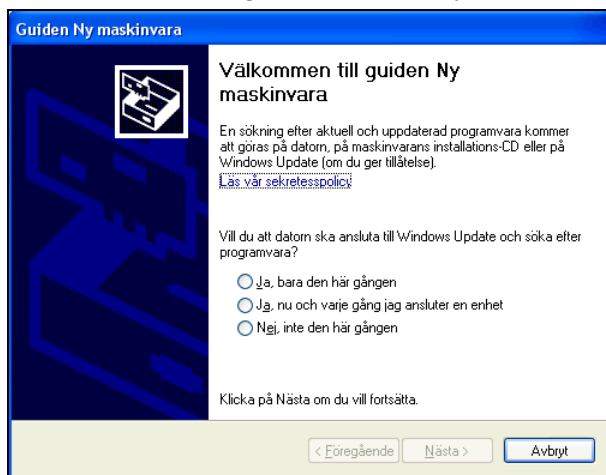 Guiden Ny maskinvara
Välkommen till guiden Ny
maskinvara
En sökning efter aktuell och uppdaterad programvara kommer
att göras på datorn, på maskinvarans installations-CD eller på
Windows Update (om du ger tillåtelse).
Läs vår sekretesspolicy
Vill du att datorn ska ansluta till Windows Update och söka efter
programvara?
Ja, bara den här gången
Ja, nu och varje gång jag ansluter en enhet
Nej, inte den här gången
Klicka på Nästa om du vill fortsätta.
< Föregående Nästa > Avbryt